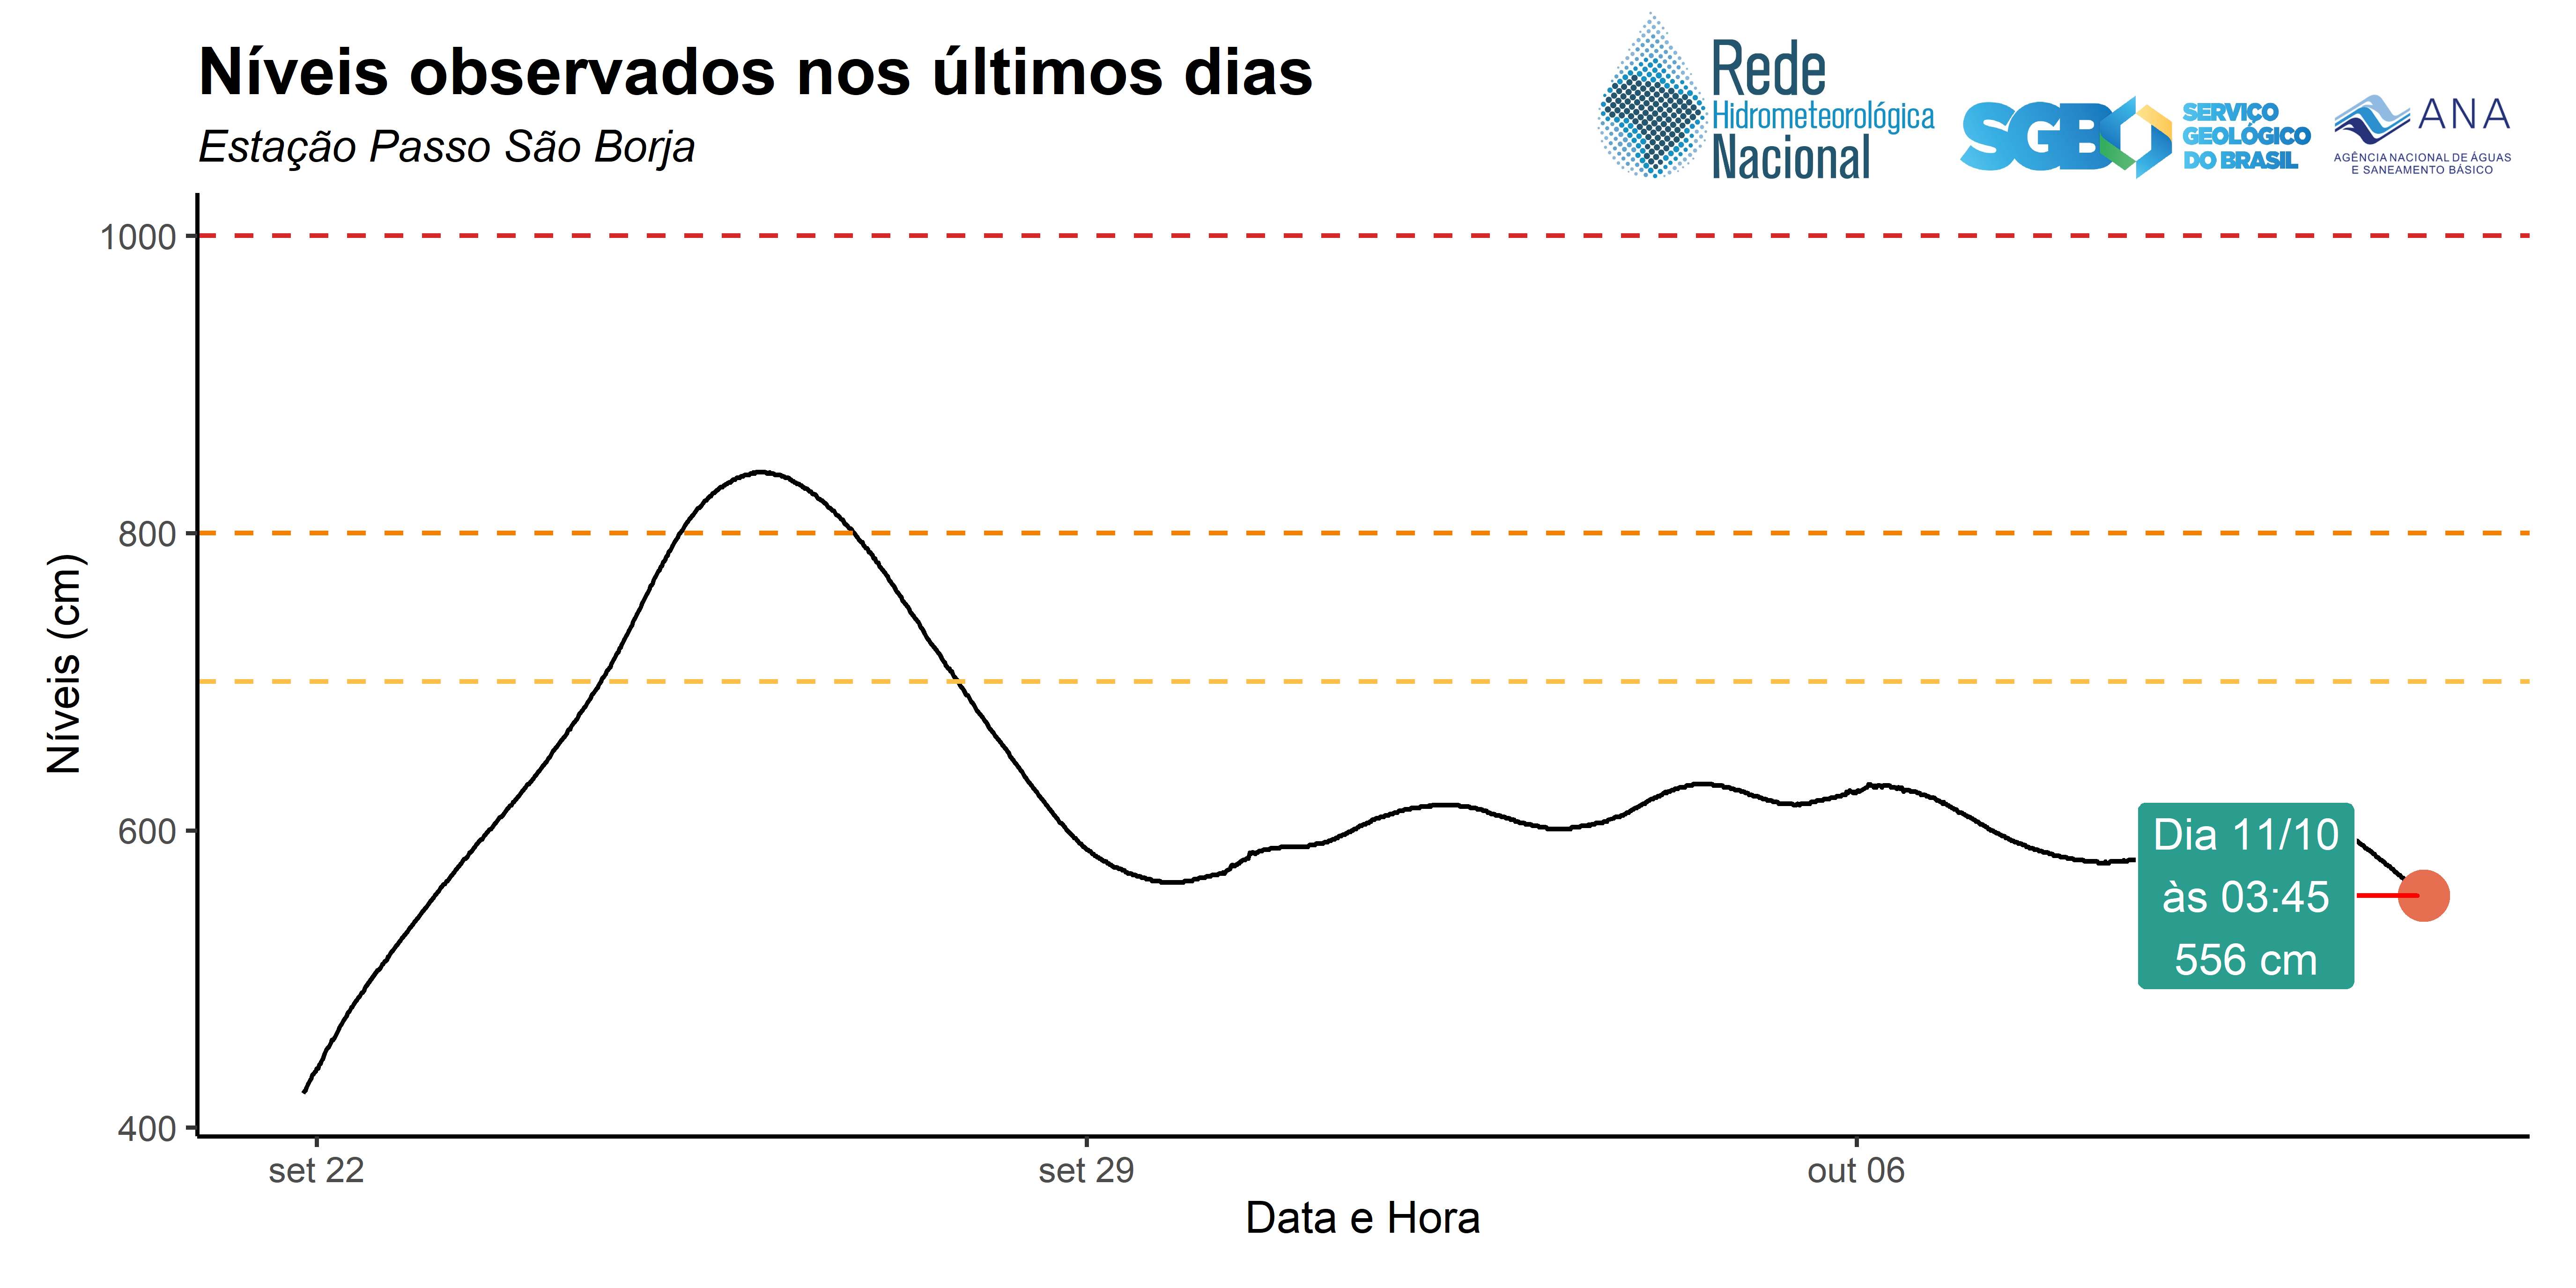 Níveis observados nos últimos dias
Estação Passo São Borja
Rede
Hidrometeorológica
Nacional
SGB
SERVIÇO
GEOLÓGICO
DO BRASIL
ANA
AGÊNCIA NACIONAL DE ÁGUAS
E SANEAMENTO BÁSICO
Níveis (cm)
1000
800
600
400
Dia 11/10
às 03:45
556 cm
set 22
set 29
out 06
Data e Hora